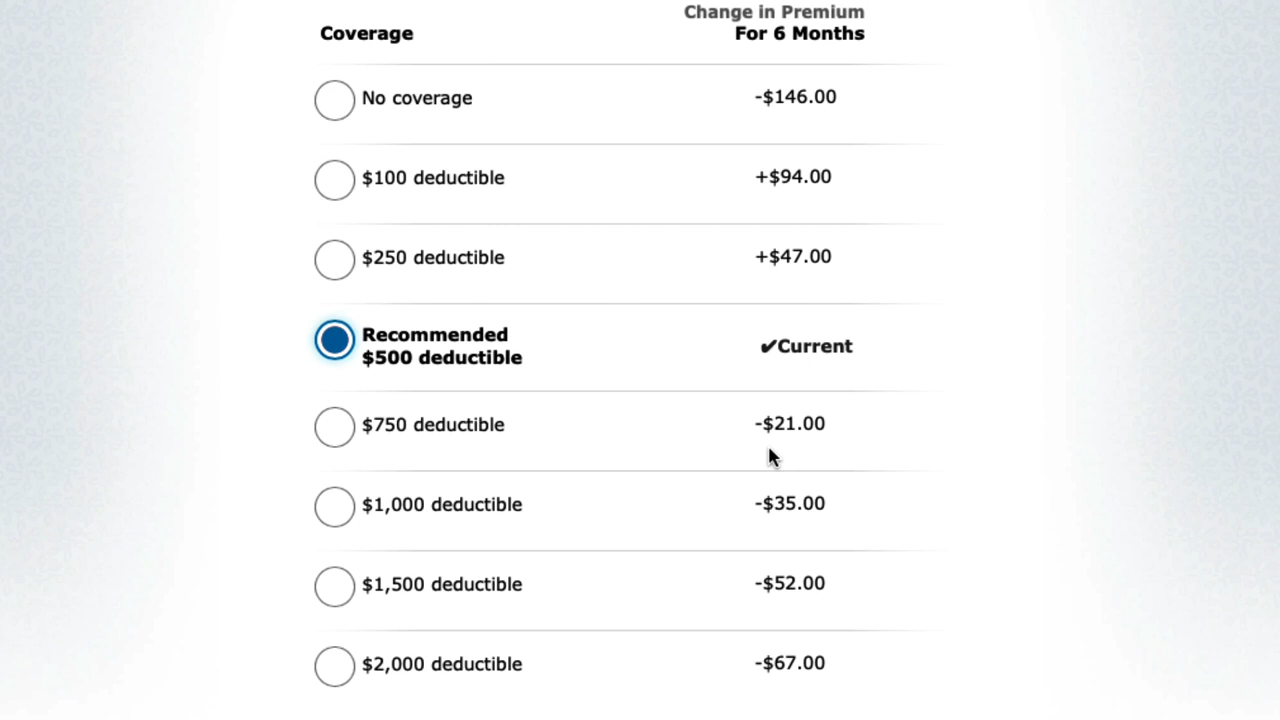 Change in Premium
Coverage For 6 Months
No coverage -$146.00
$100 deductible +$94.00
$250 deductible +$47.00
Recommended
$500 deductible ✔Current
$750 deductible -$21.00
$1,000 deductible -$35.00
$1,500 deductible -$52.00
$2,000 deductible -$67.00